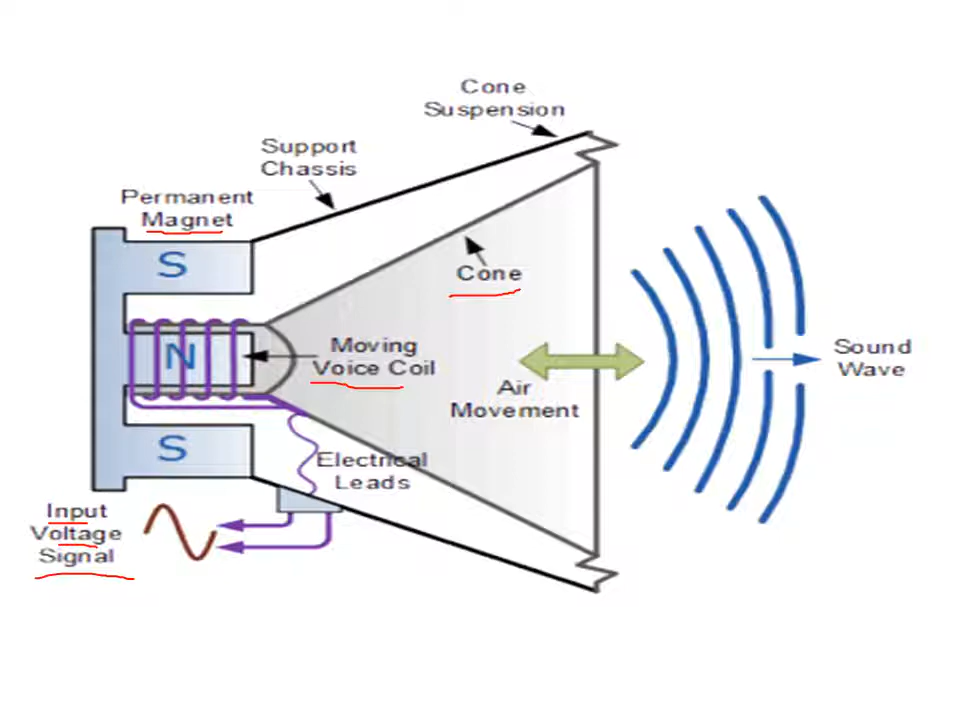 Cone
Suspension
Support
Chassis
Permanent
Magnet
S
Cone
N
Moving
Voice Coil
Air
Movement
Sound
Wave
S
Electrical
Leads
Input
Voltage
Signal